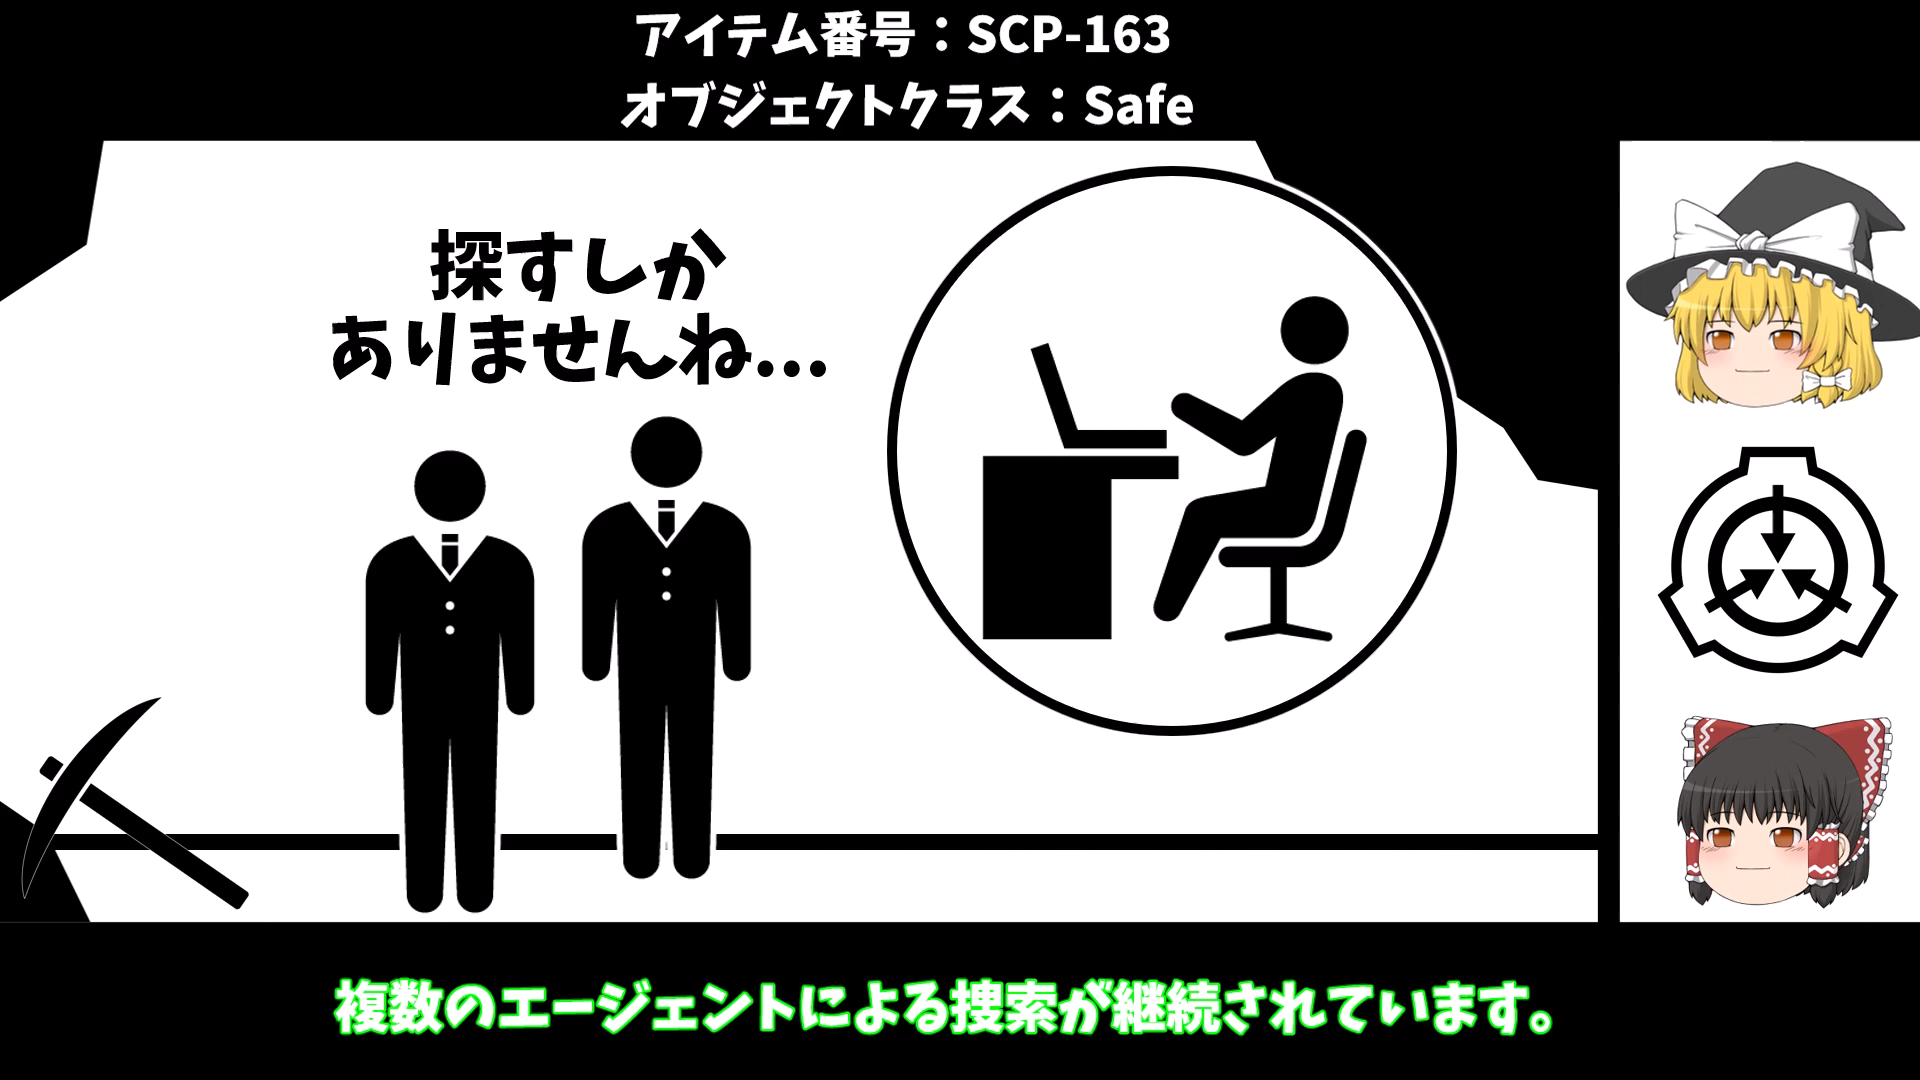 アイテム番号：SCP-163
オブジェクトクラス：Safe
探すしか
ありませんね...
複数のエージェントによる捜索が継続されています。